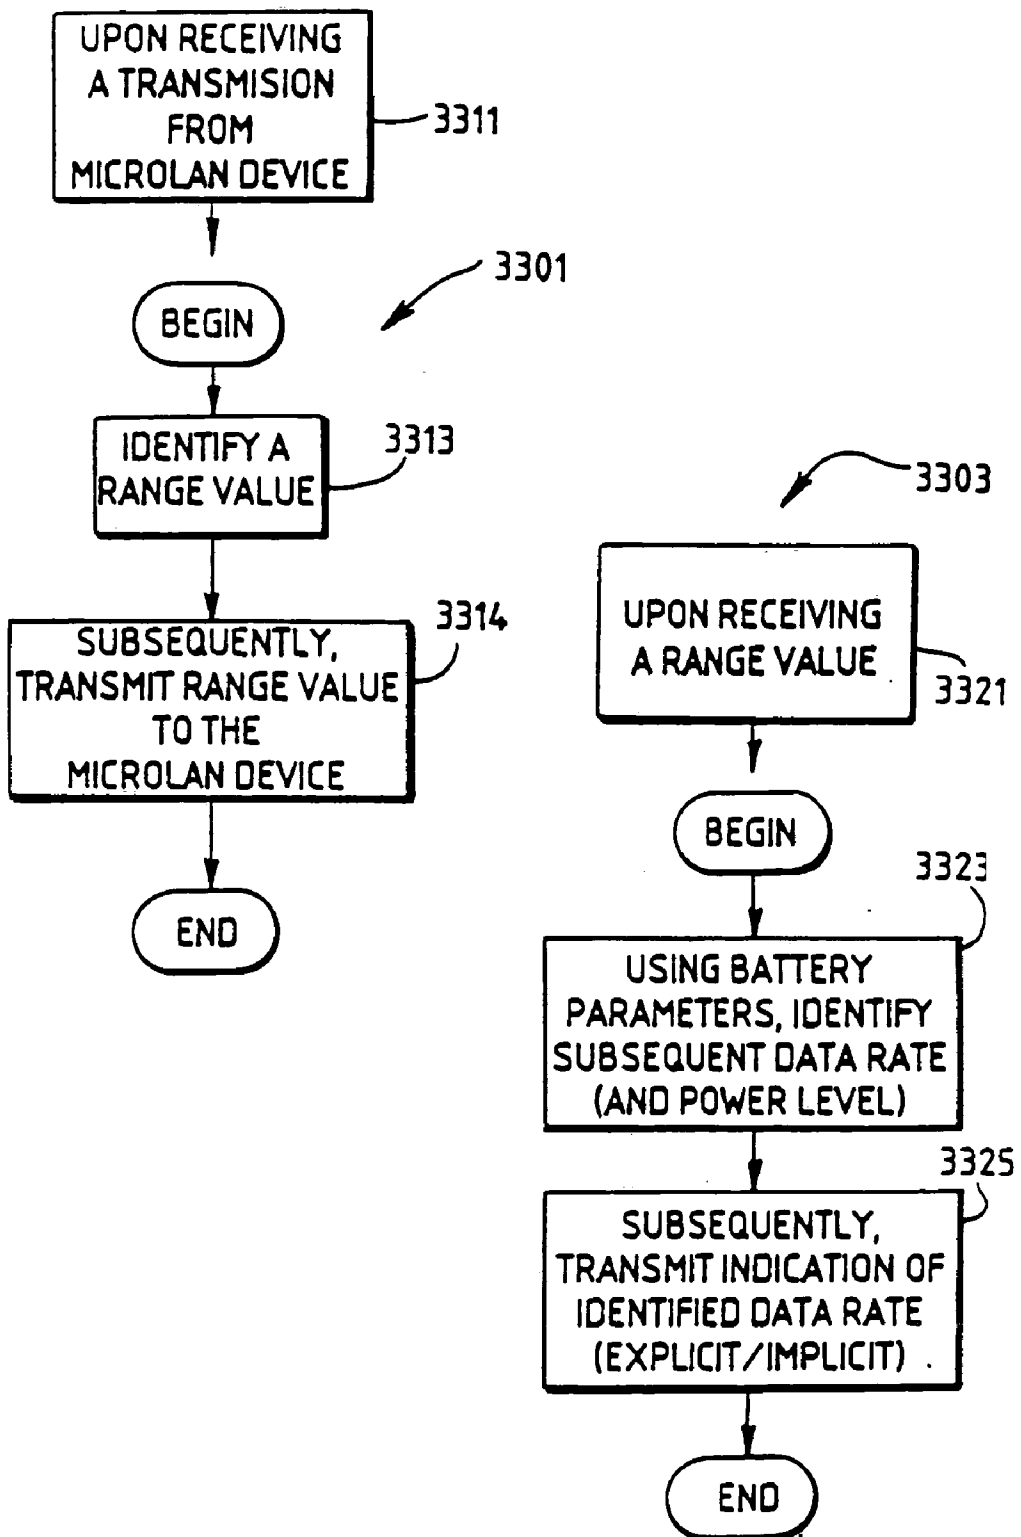 UPON RECEIVING
A TRANSMISION
FROM
MICROLAN DEVICE
3311
3301
BEGIN
IDENTIFY A
RANGE VALUE
3313
SUBSEQUENTLY,
TRANSMIT RANGE VALUE
TO THE
MICROLAN DEVICE
3314
END
3303
UPON RECEIVING
A RANGE VALUE
3321
BEGIN
3323
USING BATTERY
PARAMETERS, IDENTIFY
SUBSEQUENT DATA RATE
(AND POWER LEVEL)
3325
SUBSEQUENTLY,
TRANSMIT INDICATION OF
IDENTIFIED DATA RATE
(EXPLICIT/IMPLICIT)
END